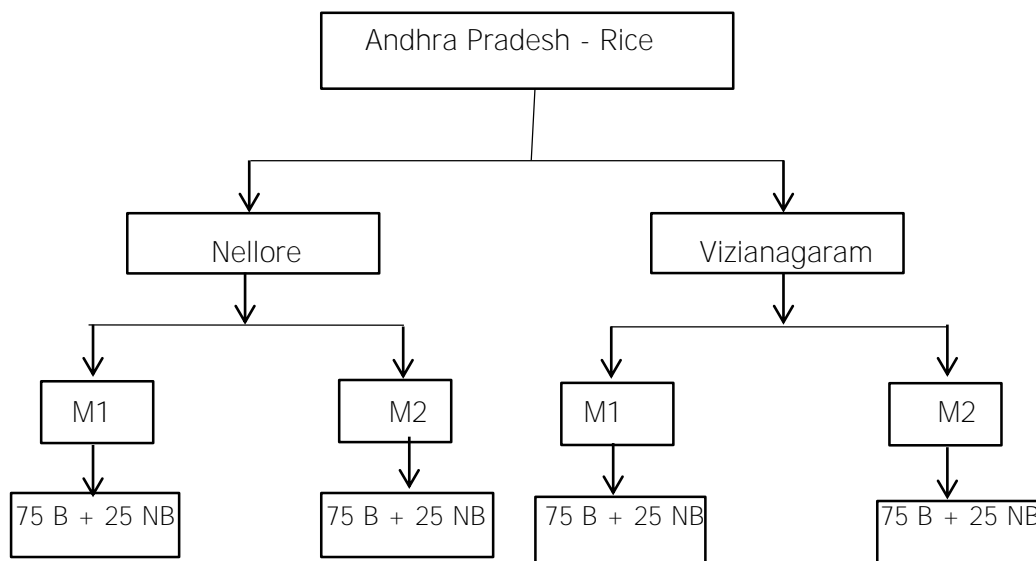 Andhra Pradesh - Rice
Nellore
Vizianagaram
M1
M2
M1
M2
75 B + 25 NB
75 B + 25 NB
75 B + 25 NB
75 B + 25 NB